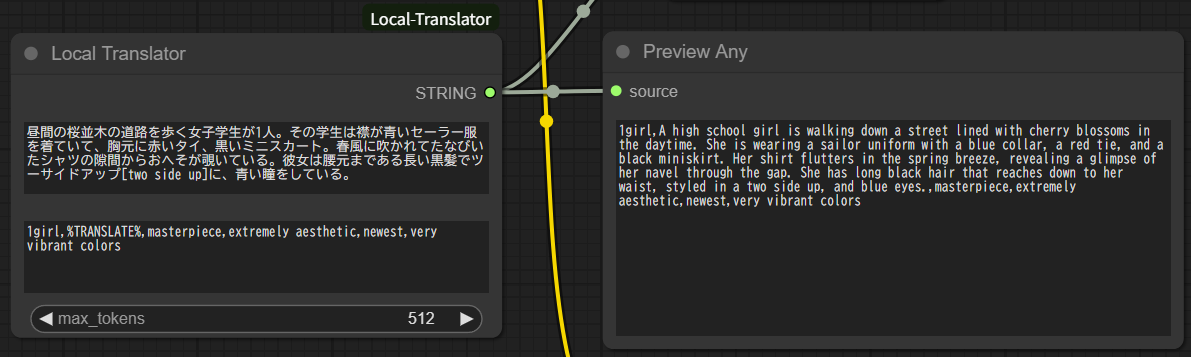 Local-Translator
Local Translator
STRING
昼間の桜並木の道路を歩く女子学生が1人。その学生は襟が青いセーラー服
を着ていて、胸元に赤いタイ、黒いミニスカート。春風に吹かれてたなびい
たシャツの隙間からおへそが覗いている。彼女は腰元まである長い黒髪でツ
ーサイドアップ[two side up]に、青い瞳をしている。
1girl,%TRANSLATE%,masterpiece,extremely aesthetic,newest,very
vibrant colors
max_tokens
512
Preview Any
source
1girl,A high school girl is walking down a street lined with cherry blossoms in
the daytime. She is wearing a sailor uniform with a blue collar, a red tie, and a
black miniskirt. Her shirt flutters in the spring breeze, revealing a glimpse of
her navel through the gap. She has long black hair that reaches down to her
waist, styled in a two side up, and blue eyes.,masterpiece,extremely
aesthetic,newest,very vibrant colors